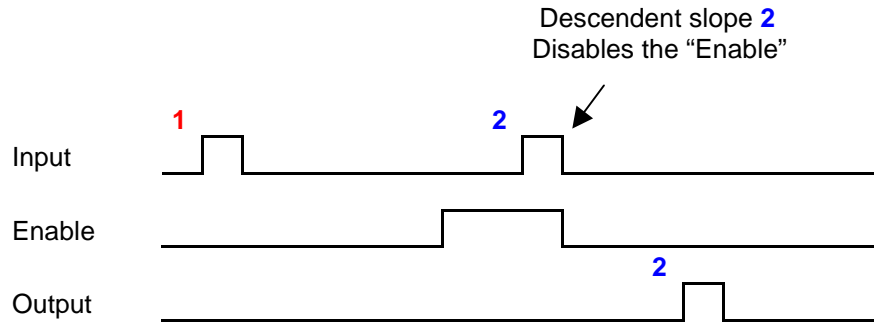 Descendent slope 2
Disables the “Enable”
1
2
Input
Enable
2
Output